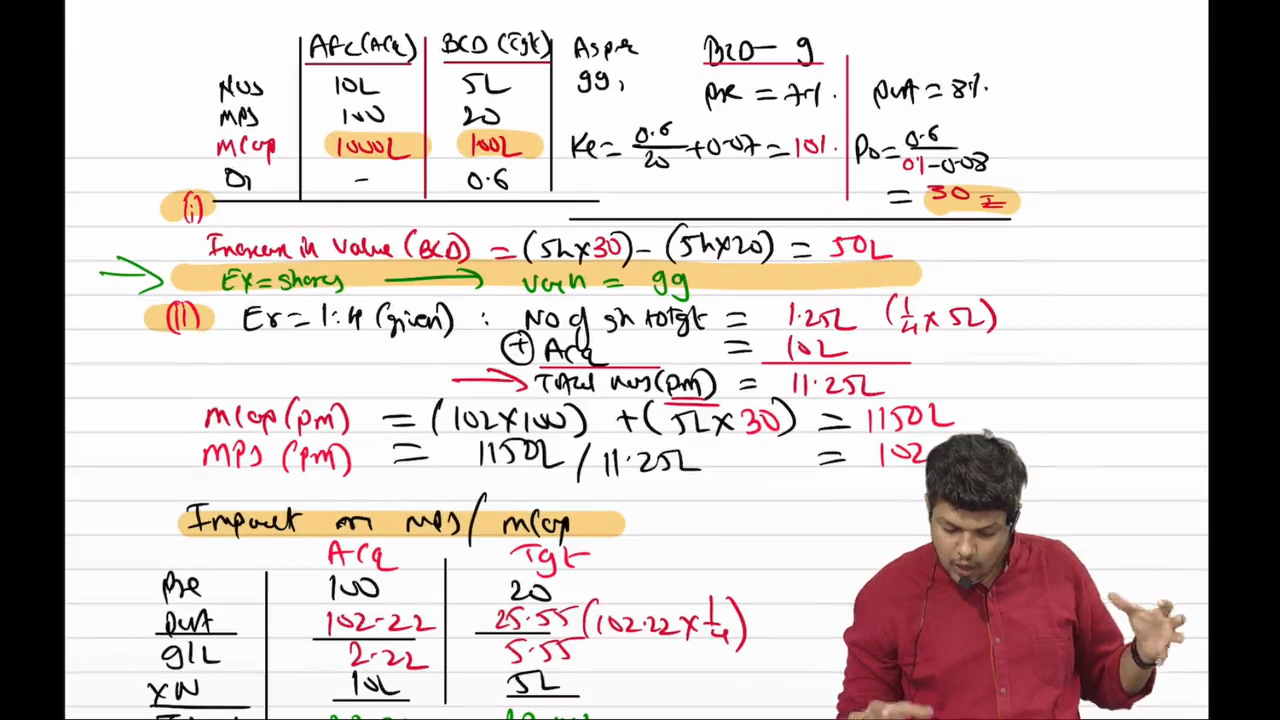 AFC(Acq) BCD (Tgt) As per BCD - g
NOS 10L 5L gg, pre = 7% post = 8%
MPS 100 20
MCap 1000L 100L Ke = 0.6/20 + 0.07 = 10% P0 = 0.6/0.1-0.08
D1 - 0.6 = 30
(i)
Increase in Value (BCD) = (5L×30) - (5L×20) = 50L
Ex = shares → gg
(II) Er = 1:4 (given) : No of sh to tgt = 1.25L (1/4 × 5L)
(+) Acq = 10L
→ Total NOS (pm) = 11.25L
MCap (pm) = (10L×100) + (5L×30) = 1150L
MPS (pm) = 1150L / 11.25L = 102
Impact on MPS / MCap
Acq Tgt
Pre 100 20
Post 102.22 25.55 (102.22 × 1/4)
g/L 2.22 5.55
×N 10L 5L